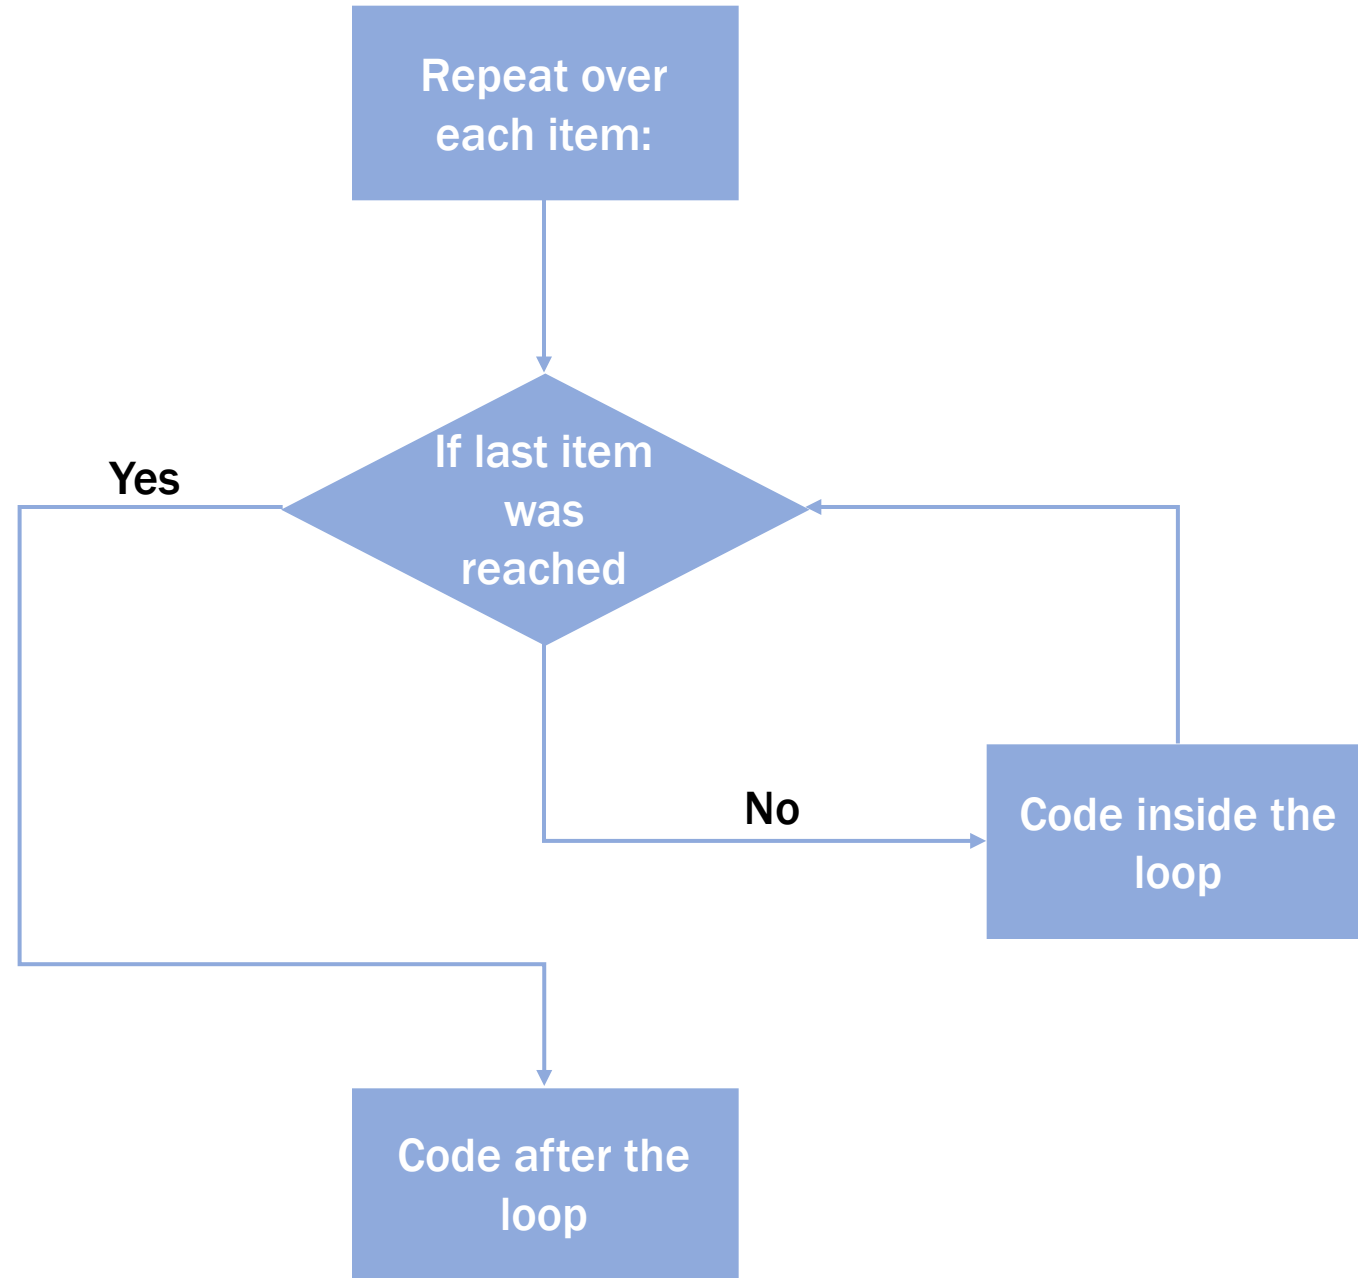 Repeat over
each item:
If last item
was
reached
Yes
No
Code inside the
loop
Code after the
loop